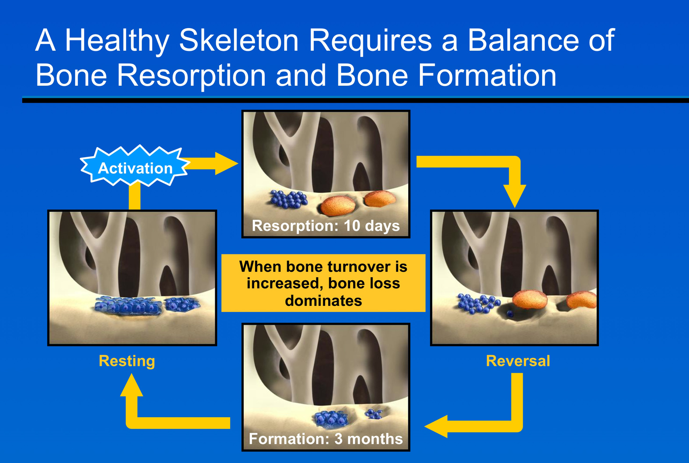 A Healthy Skeleton Requires a Balance of
Bone Resorption and Bone Formation
Activation
Resorption: 10 days
When bone turnover is
increased, bone loss
dominates
Resting
Reversal
Formation: 3 months